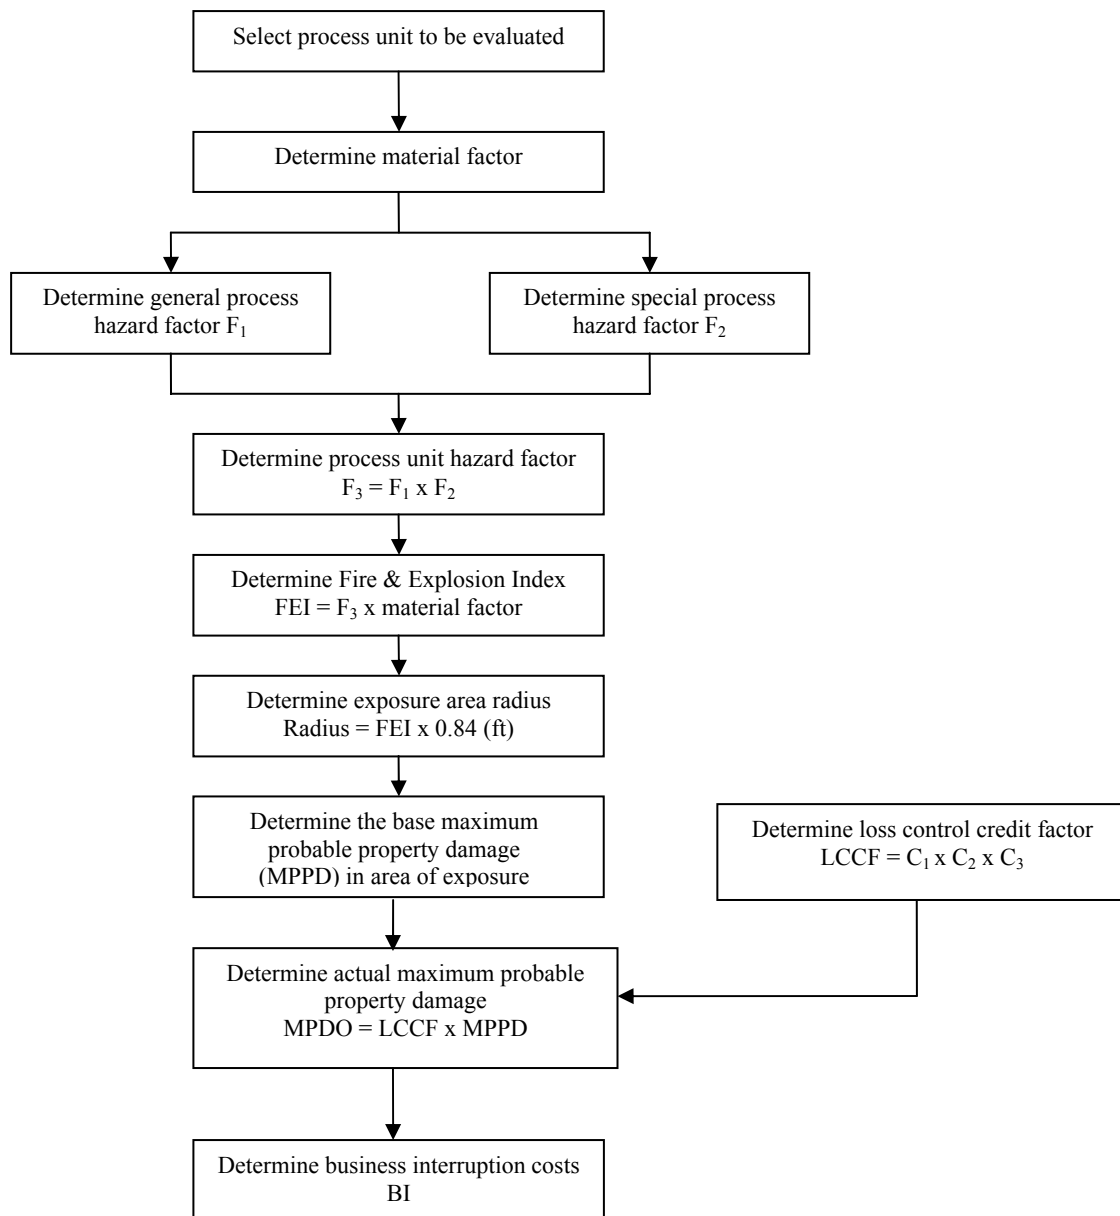 Select process unit to be evaluated
Determine material factor
Determine general process
hazard factor F₁
Determine special process
hazard factor F₂
Determine process unit hazard factor
F₃ = F₁ x F₂
Determine Fire & Explosion Index
FEI = F₃ x material factor
Determine exposure area radius
Radius = FEI x 0.84 (ft)
Determine the base maximum
probable property damage
(MPPD) in area of exposure
Determine loss control credit factor
LCCF = C₁ x C₂ x C₃
Determine actual maximum probable
property damage
MPDO = LCCF x MPPD
Determine business interruption costs
BI